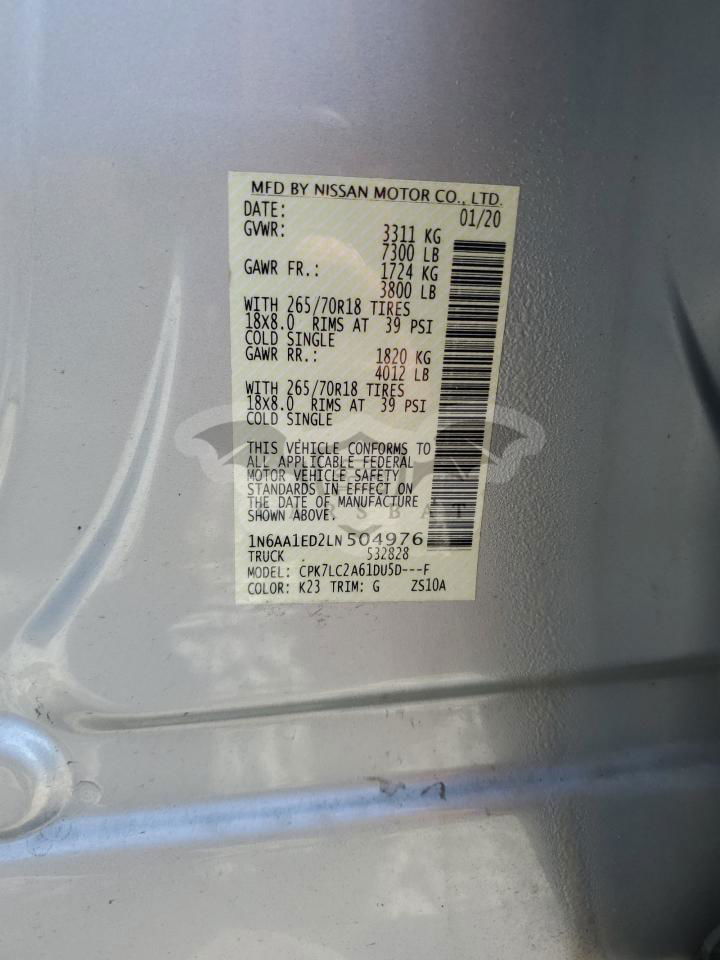 MFD BY NISSAN MOTOR CO., LTD.
DATE: 01/20
GVWR: 3311 KG
7300 LB
GAWR FR.: 1724 KG
3800 LB
WITH 265/70R18 TIRES
18X8.0 RIMS AT 39 PSI
COLD SINGLE
GAWR RR.: 1820 KG
4012 LB
WITH 265/70R18 TIRES
18X8.0 RIMS AT 39 PSI
COLD SINGLE
THIS VEHICLE CONFORMS TO
ALL APPLICABLE FEDERAL
MOTOR VEHICLE SAFETY
STANDARDS IN EFFECT ON
THE DATE OF MANUFACTURE
SHOWN ABOVE.
1N6AA1ED2LN504976
TRUCK 532828
MODEL: CPK7LC2A61DU5D---F
COLOR: K23 TRIM: G ZS10A